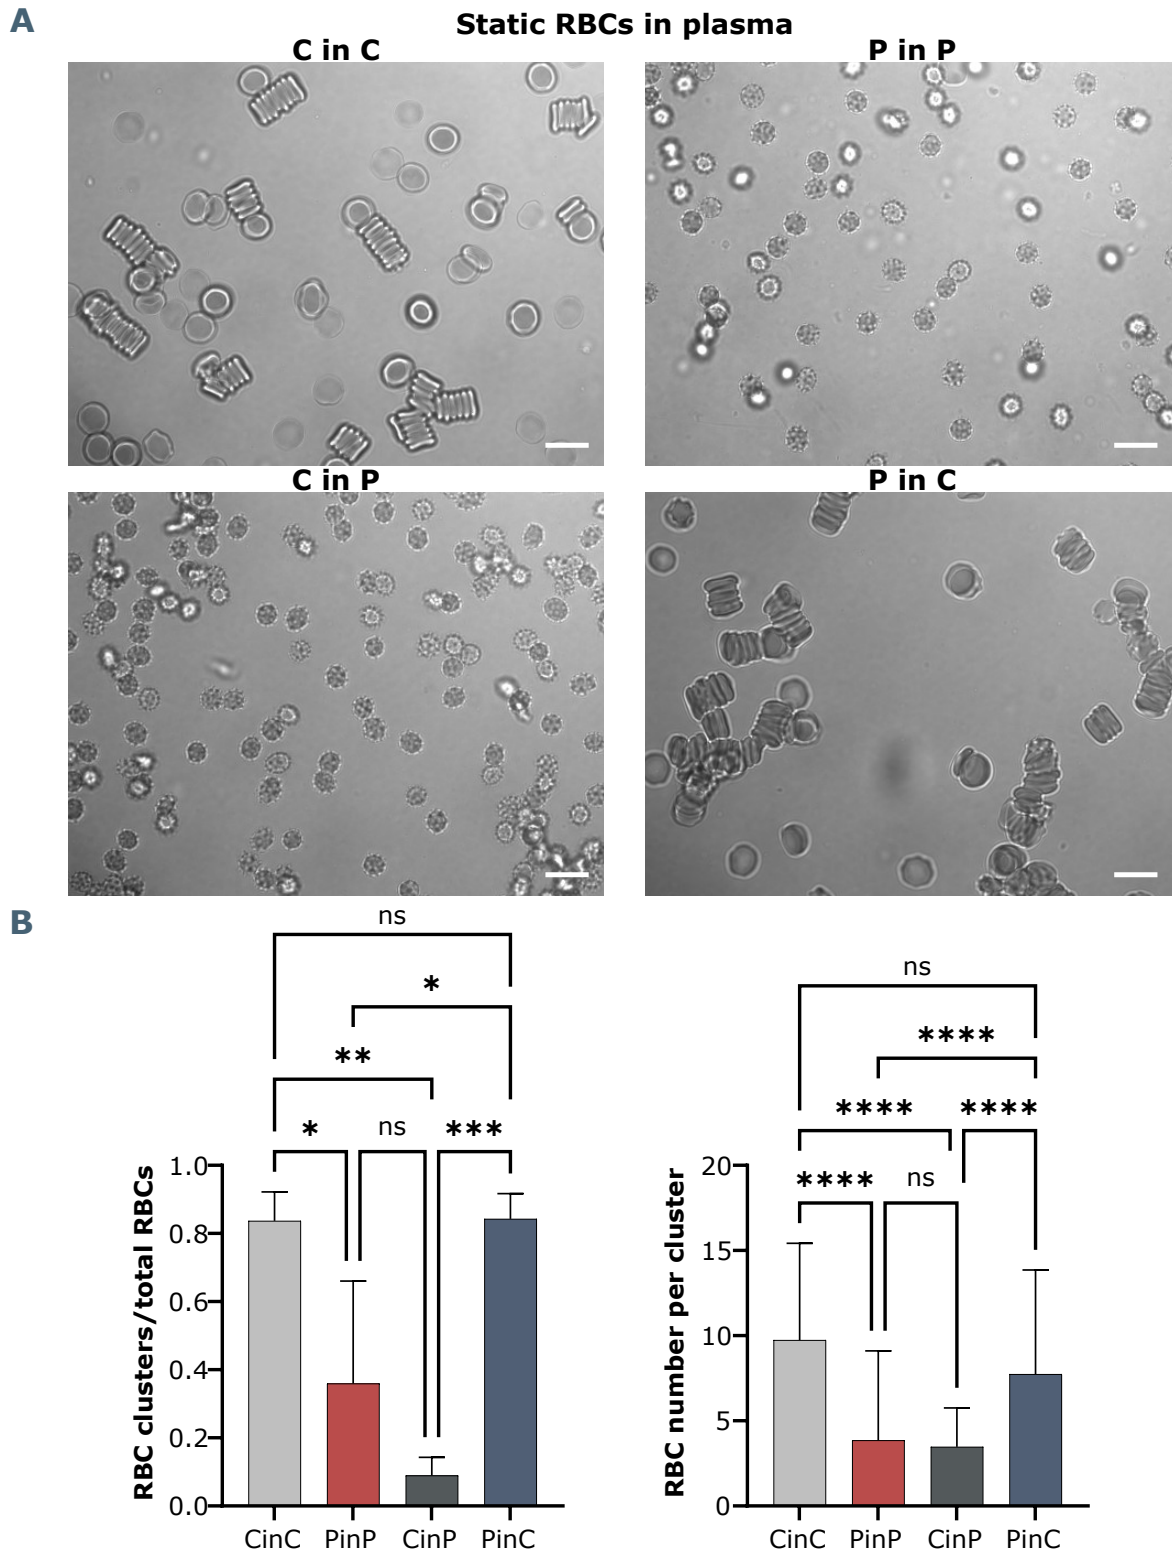 A
Static RBCs in plasma
C in C
P in P
C in P
P in C
B
ns
*
**
*
ns
***
RBC clusters/total RBCs
1.0
0.8
0.6
0.4
0.2
0.0
CinC
PinP
CinP
PinC
ns
****
****
****
****
ns
RBC number per cluster
20
15
10
5
0
CinC
PinP
CinP
PinC